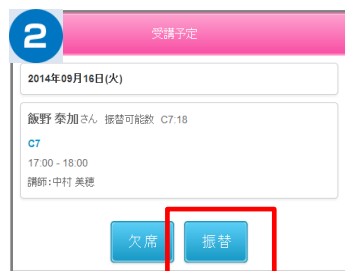 2
受講予定
2014年09月16日(火)
飯野 泰加さん 振替可能数 C7:18
C7
17:00 - 18:00
講師:中村 美穂
欠席 振替